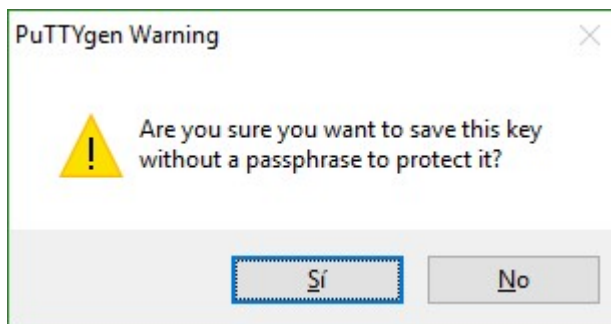 PuTTYgen Warning
Are you sure you want to save this key
without a passphrase to protect it?
Sí
No